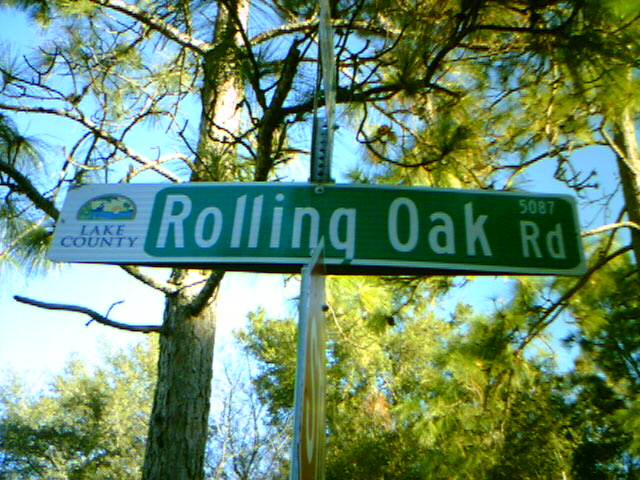 LAKE
COUNTY
Rolling Oak Rd
5087